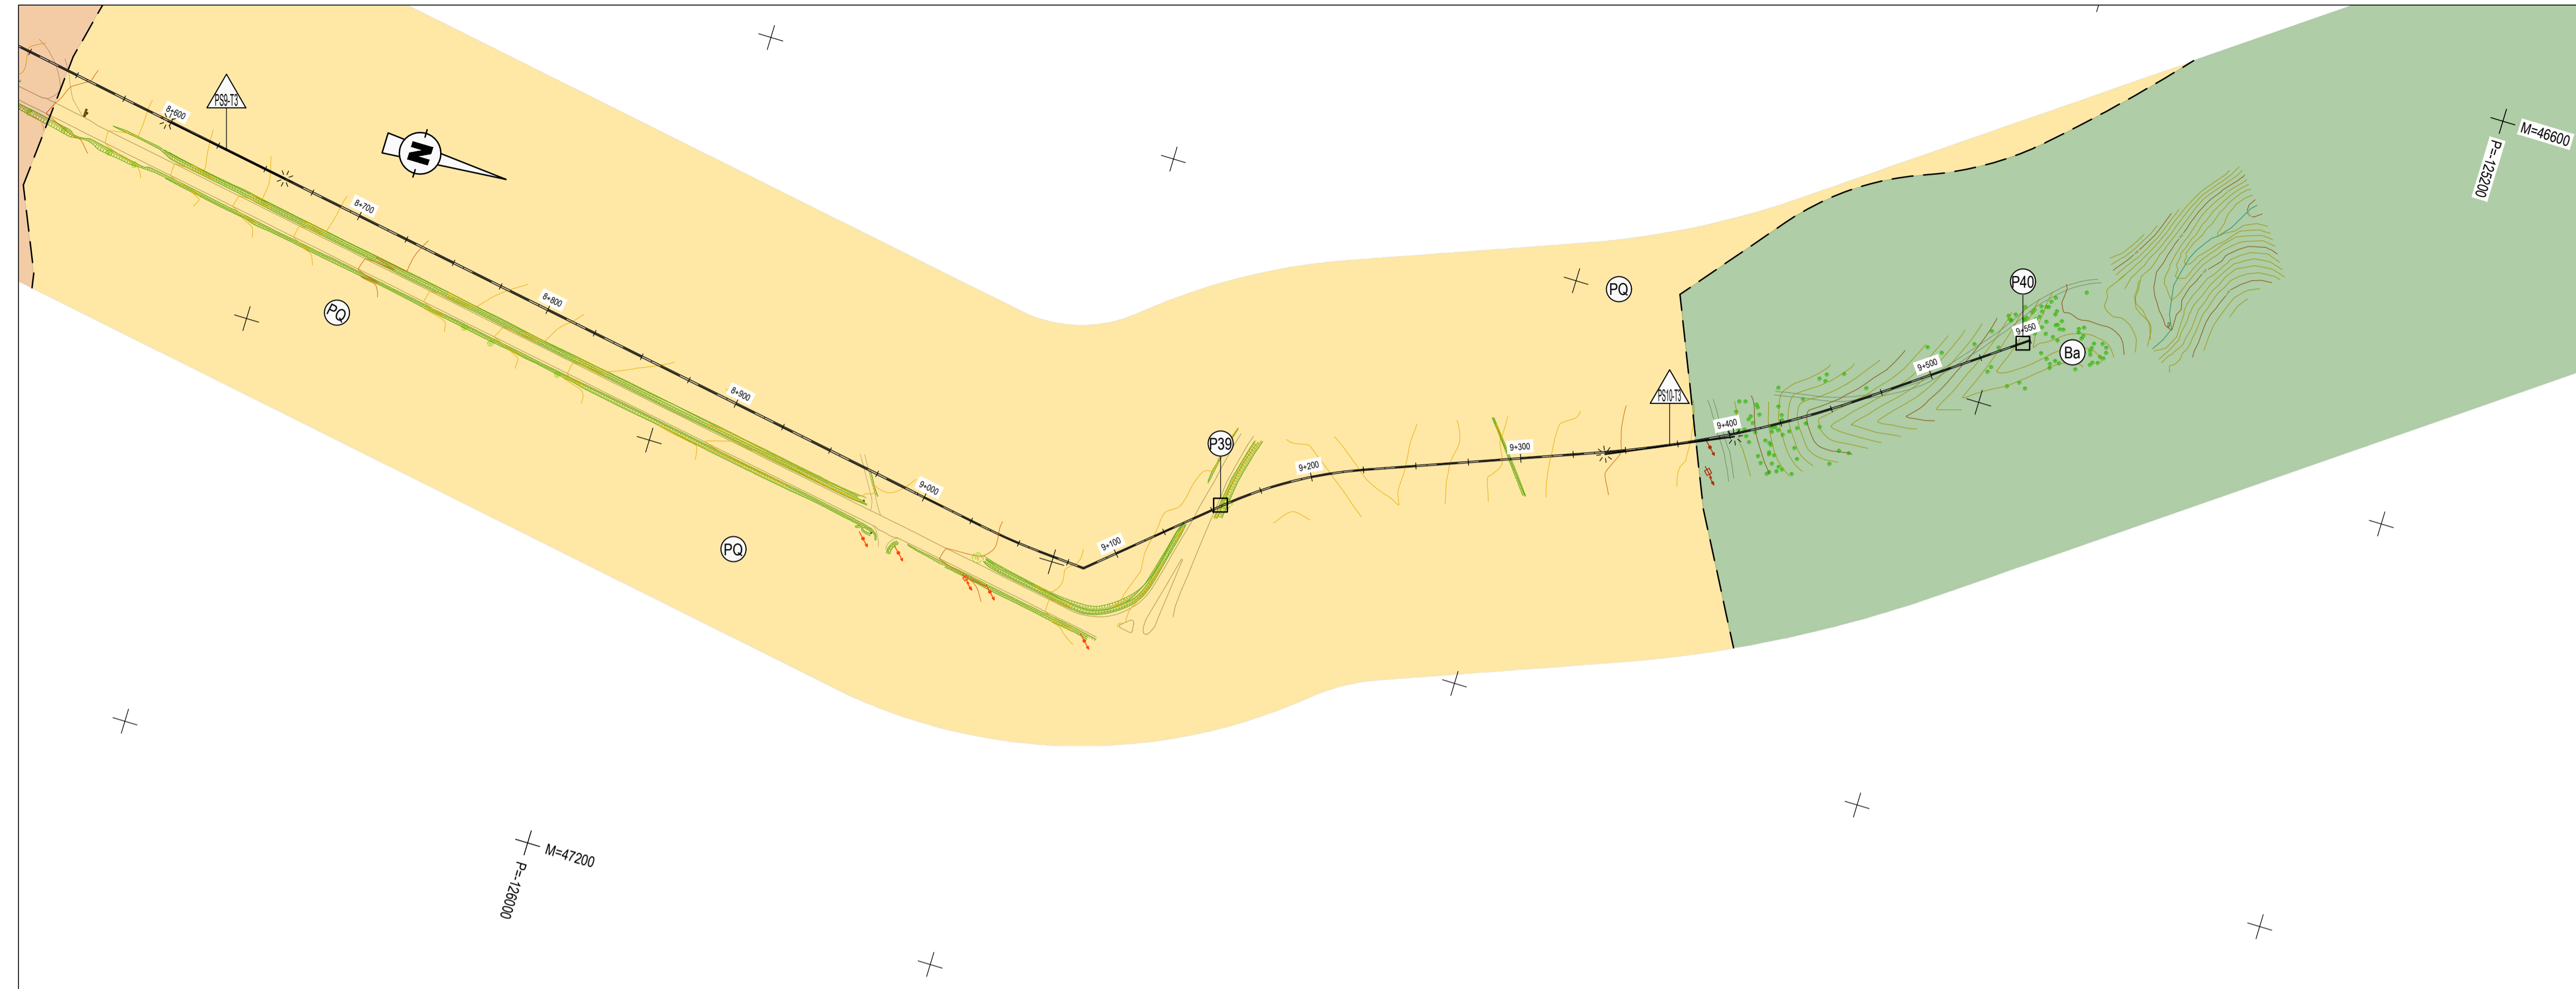 8+600
PS9-T3
N
8+700
PQ
8+800
8+900
PQ
9+000
9+100
P39
9+200
9+300
PQ
PS10-T3
9+400
9+500
P40
9+550
Ba
M=46600
P=-125200
M=47200
P=-126000